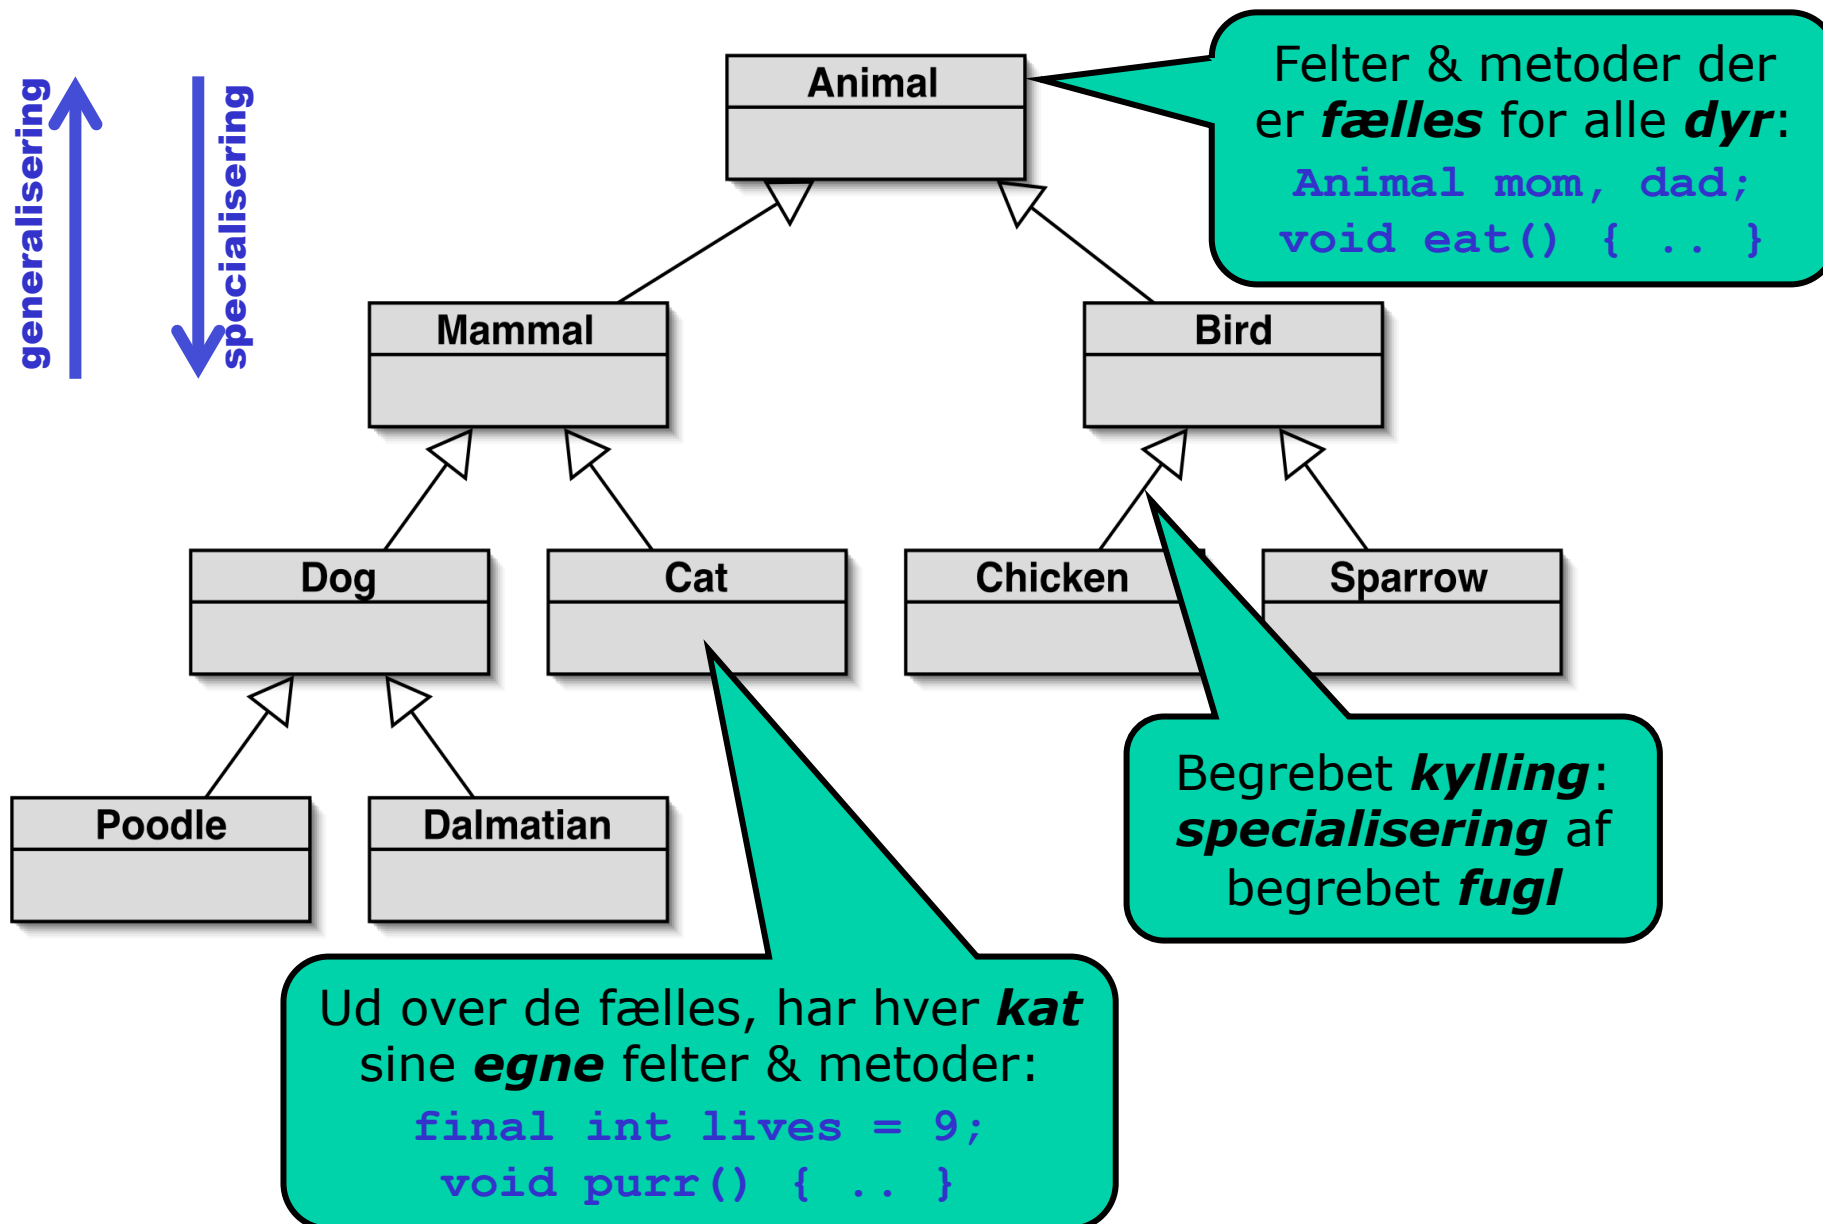 generalisering
specialisering
Animal
Felter & metoder der
er fælles for alle dyr:
Animal mom, dad;
void eat() { .. }
Mammal
Bird
Dog
Cat
Chicken
Sparrow
Poodle
Dalmatian
Begrebet kylling:
specialisering af
begrebet fugl
Ud over de fælles, har hver kat
sine egne felter & metoder:
final int lives = 9;
void purr() { .. }